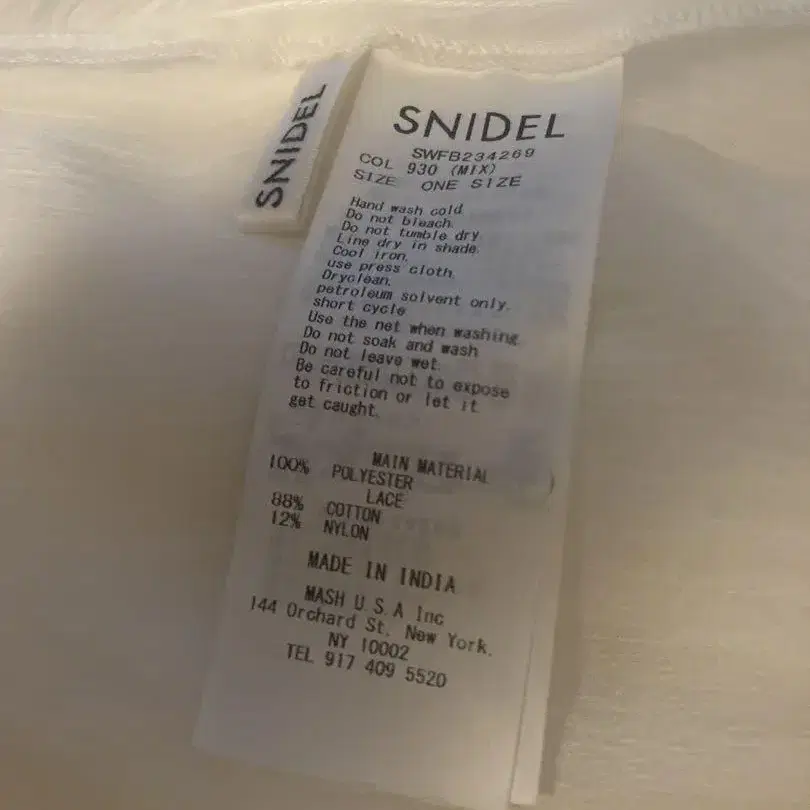 SNIDEL
SNIDEL
SWFB234269
COL 930 (MIX)
SIZE ONE SIZE
Hand wash cold.
Do not bleach.
Do not tumble dry.
Line dry in shade.
Cool iron.
use press cloth.
Dryclean.
petroleum solvent only.
short cycle
Use the net when washing.
Do not soak and wash
Do not leave wet.
Be careful not to expose
to friction or let it
get caught.
MAIN MATERIAL
100% POLYESTER
LACE
88% COTTON
12% NYLON
MADE IN INDIA
MASH U.S.A Inc
144 Orchard St. New York.
NY 10002
TEL 917 409 5520